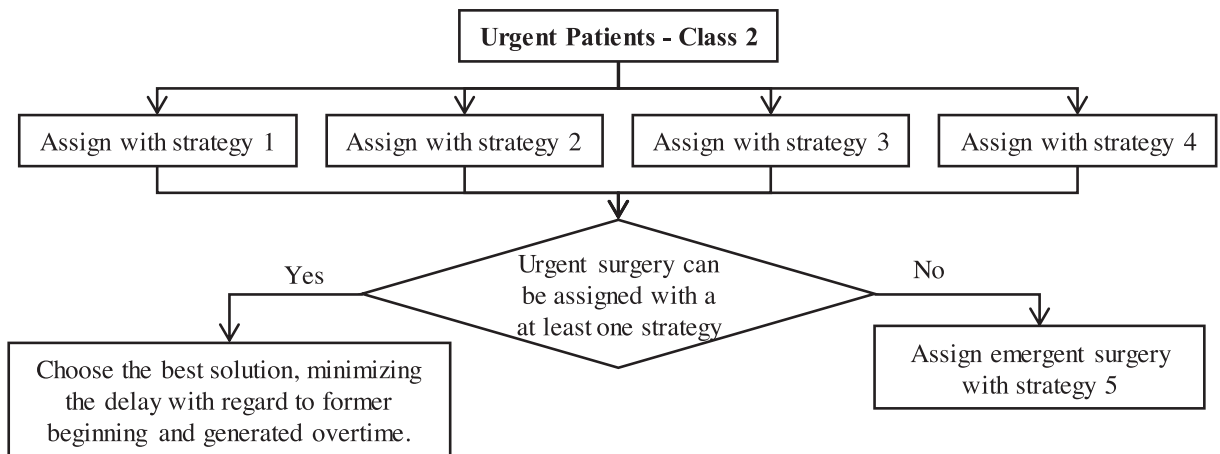 Urgent Patients - Class 2
Assign with strategy 1
Assign with strategy 2
Assign with strategy 3
Assign with strategy 4
Urgent surgery can
be assigned with a
at least one strategy
Yes
No
Choose the best solution, minimizing
the delay with regard to former
beginning and generated overtime.
Assign emergent surgery
with strategy 5